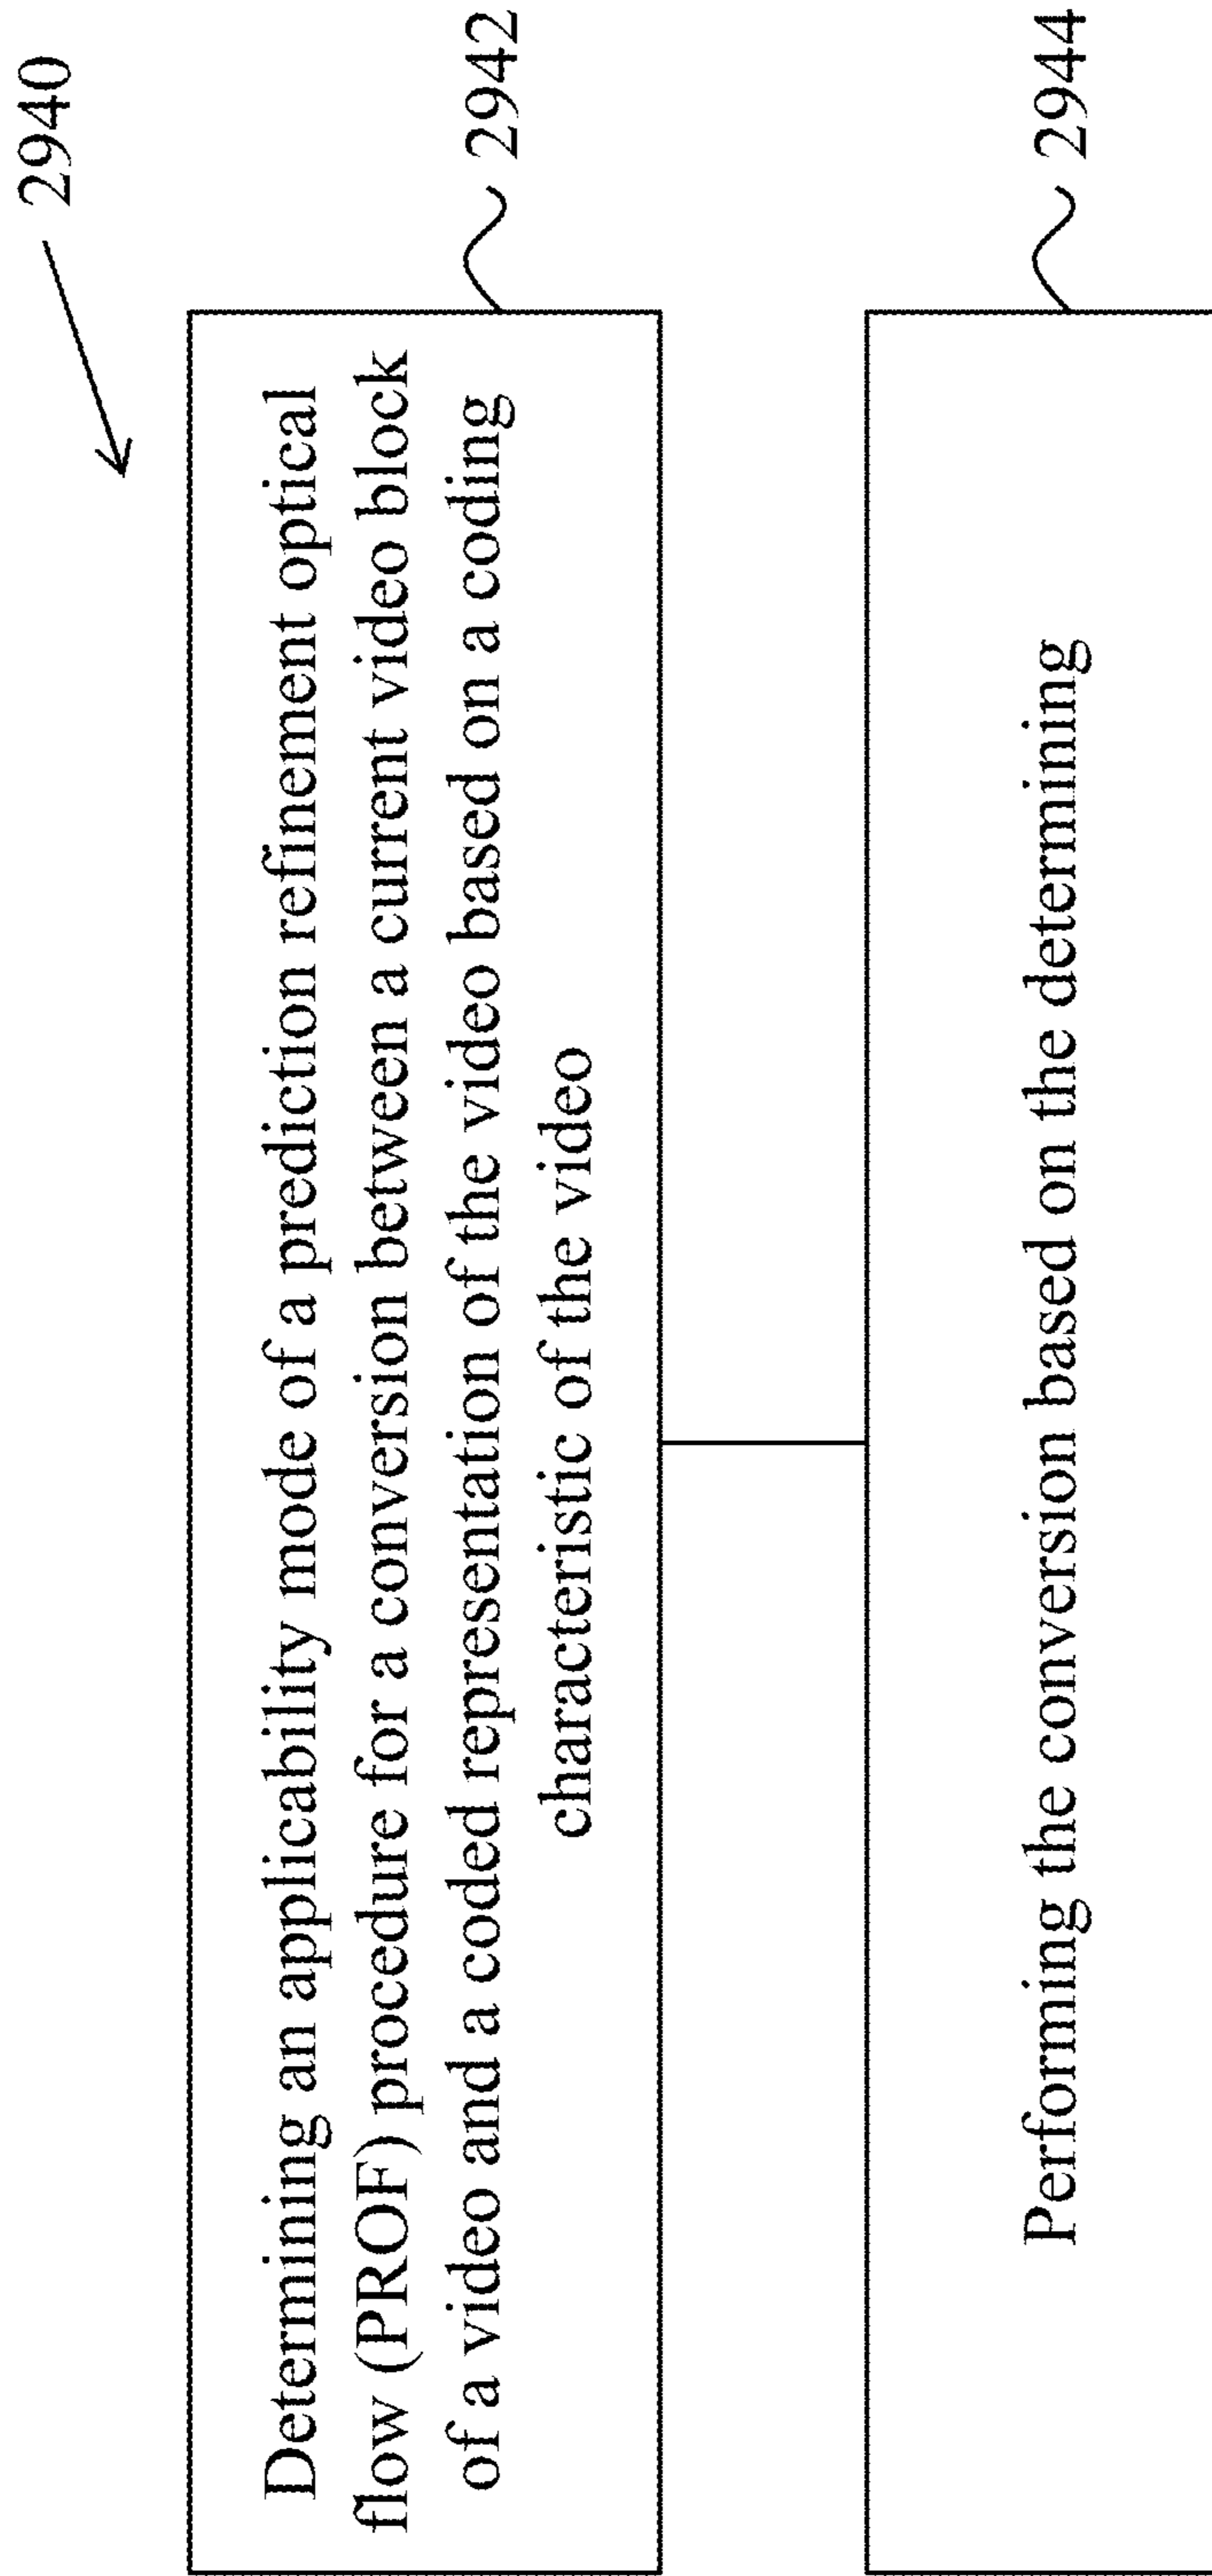 2940
Determining an applicability mode of a prediction refinement optical
flow (PROF) procedure for a conversion between a current video block
of a video and a coded representation of the video based on a coding
characteristic of the video
2942
Performing the conversion based on the determining
2944